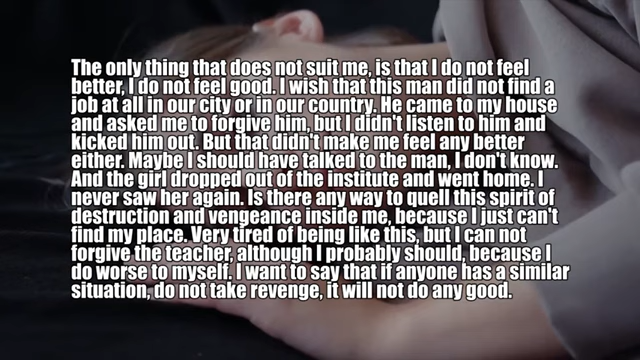 The only thing that does not suit me, is that I do not feel
better, I do not feel good. I wish that this man did not find a
job at all in our city or in our country. He came to my house
and asked me to forgive him, but I didn't listen to him and
kicked him out. But that didn't make me feel any better
either. Maybe I should have talked to the man, I don't know.
And the girl dropped out of the institute and went home. I
never saw her again. Is there any way to quell this spirit of
destruction and vengeance inside me, because I just can't
find my place. Very tired of being like this, but I can not
forgive the teacher, although I probably should, because I
do worse to myself. I want to say that if anyone has a similar
situation, do not take revenge, it will not do any good.